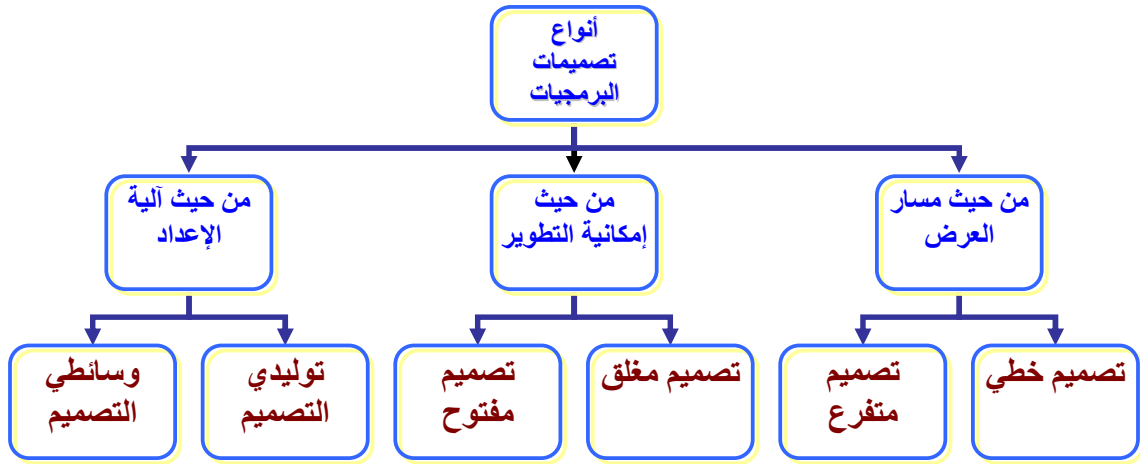 أنواع
تصميمات
البرمجيات
من حيث مسار
العرض
من حيث
إمكانية التطوير
من حيث آلية
الإعداد
تصميم خطي
تصميم
متفرع
تصميم مغلق
تصميم
مفتوح
توليدي
التصميم
وسائطي
التصميم